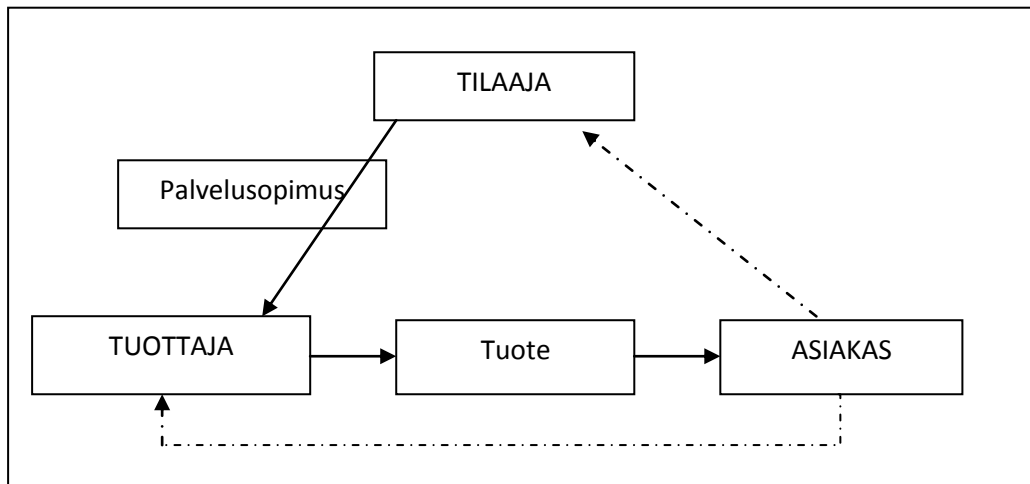 TILAAJA
Palvelusopimus
TUOTTAJA
Tuote
ASIAKAS